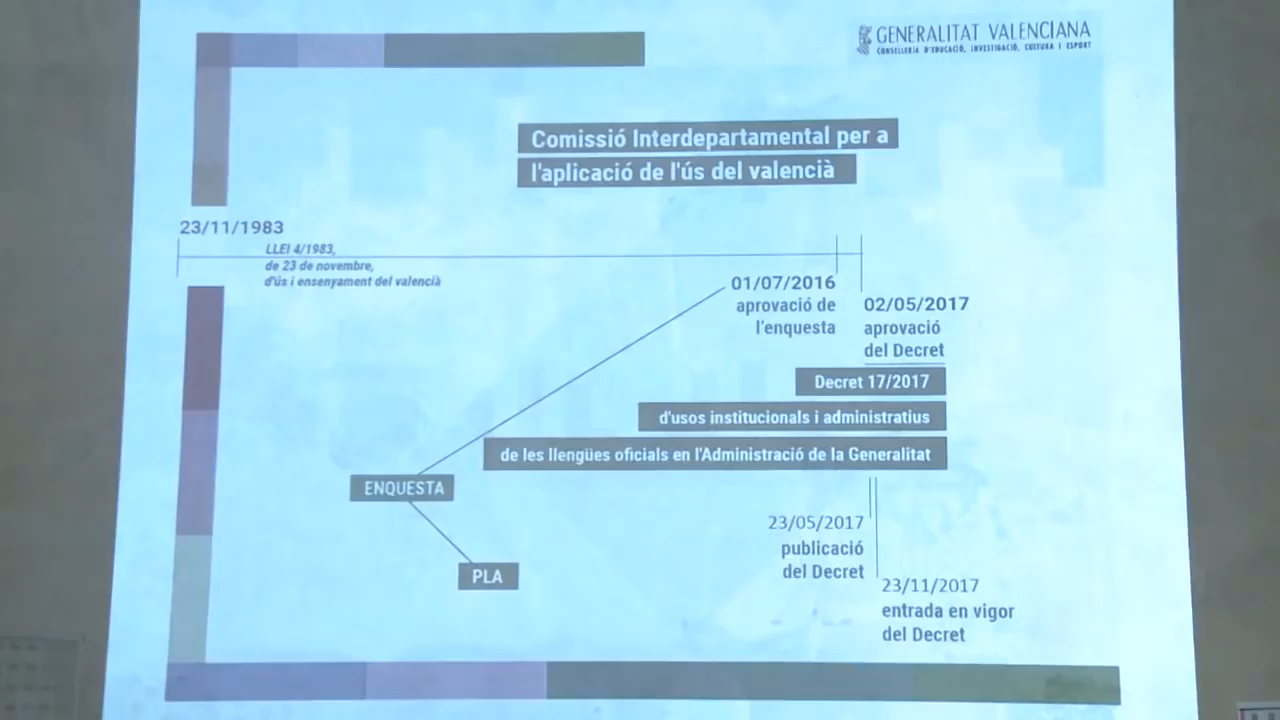 GENERALITAT VALENCIANA
CONSELLERIA D'EDUCACIÓ, INVESTIGACIÓ, CULTURA I ESPORT
Comissió Interdepartamental per a
l'aplicació de l'ús del valencià
23/11/1983
LLEI 4/1983,
de 23 de novembre,
d'ús i ensenyament del valencià
01/07/2016
aprovació de
l'enquesta
02/05/2017
aprovació
del Decret
Decret 17/2017
d'usos institucionals i administratius
de les llengües oficials en l'Administració de la Generalitat
ENQUESTA
PLA
23/05/2017
publicació
del Decret
23/11/2017
entrada en vigor
del Decret